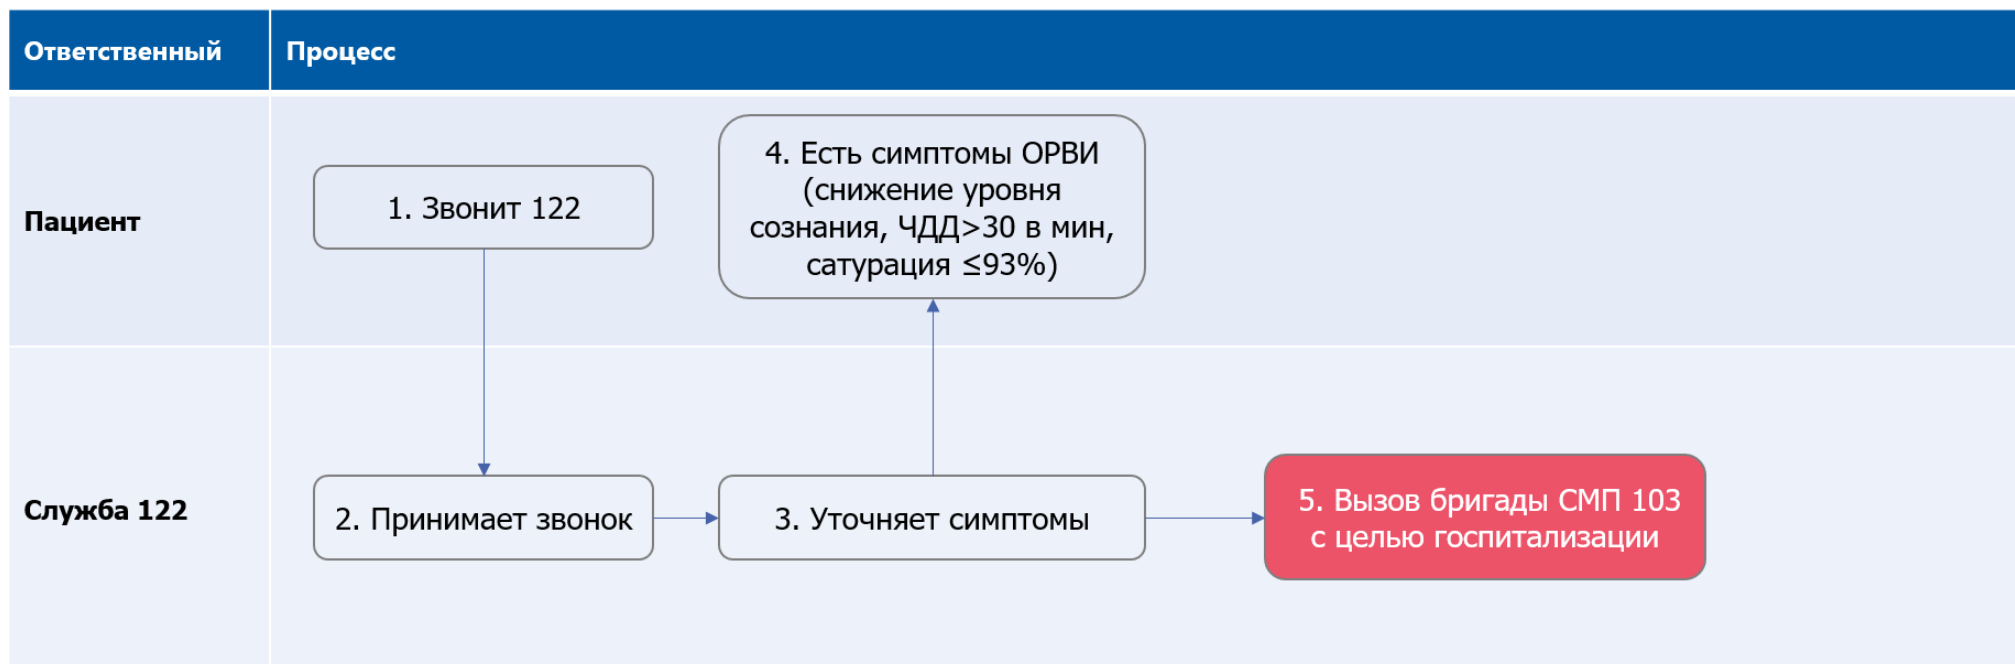 Ответственный
Процесс
Пациент
1. Звонит 122
4. Есть симптомы ОРВИ
(снижение уровня
сознания, ЧДД>30 в мин,
сатурация ≤93%)
Служба 122
2. Принимает звонок
3. Уточняет симптомы
5. Вызов бригады СМП 103
с целью госпитализации